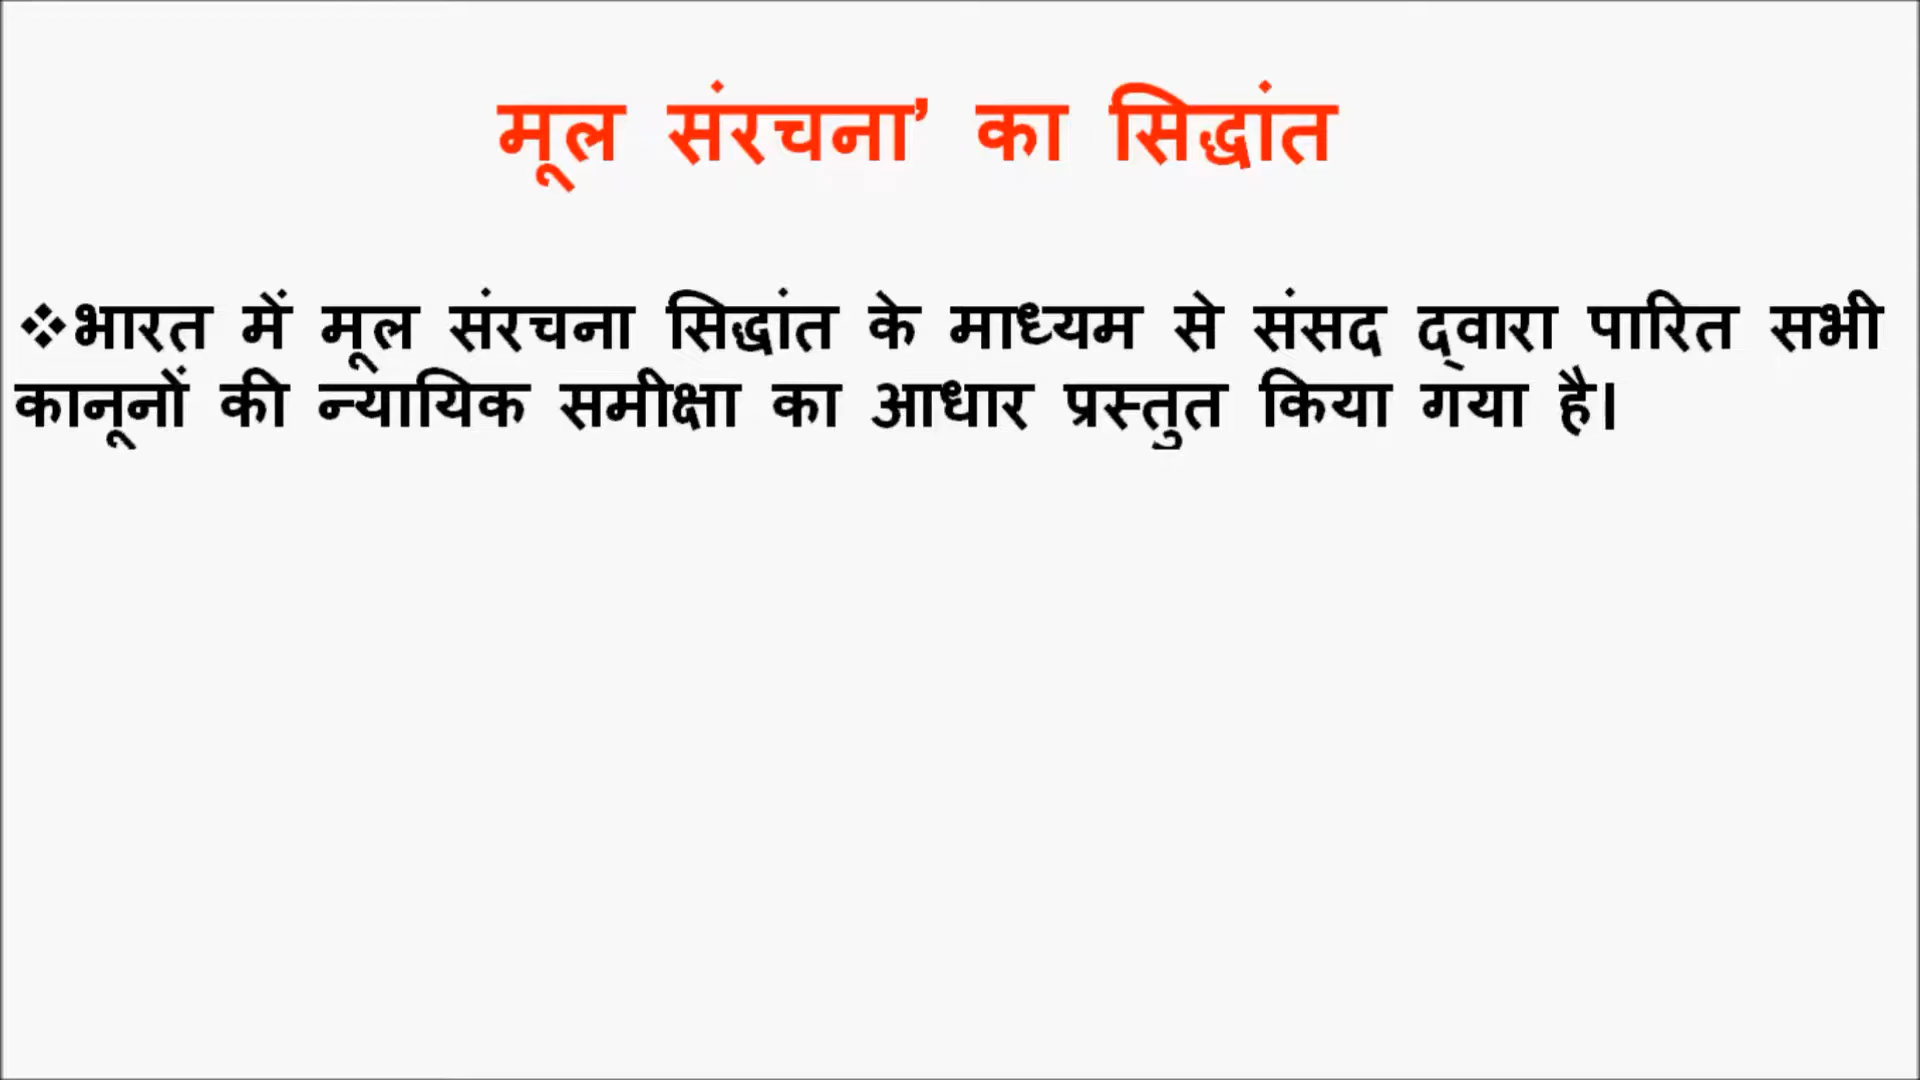 मूल संरचना’ का सिद्धांत
❖भारत में मूल संरचना सिद्धांत के माध्यम से संसद द्वारा पारित सभी
कानूनों की न्यायिक समीक्षा का आधार प्रस्तुत किया गया है।